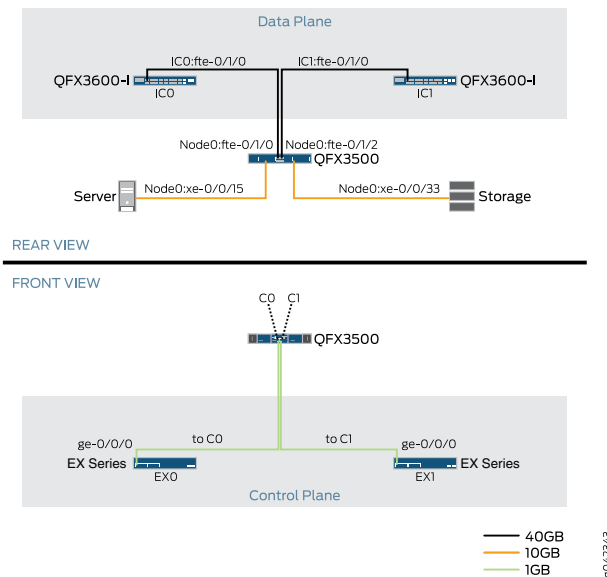 Data Plane
IC0:fte-0/1/0
IC1:fte-0/1/0
QFX3600-I
IC0
IC1
QFX3600-I
Node0:fte-0/1/0
Node0:fte-0/1/2
QFX3500
Server
Node0:xe-0/0/15
Node0:xe-0/0/33
Storage
REAR VIEW
FRONT VIEW
C0
C1
QFX3500
ge-0/0/0
to C0
to C1
ge-0/0/0
EX Series
EX0
EX1
EX Series
Control Plane
40GB
10GB
1GB